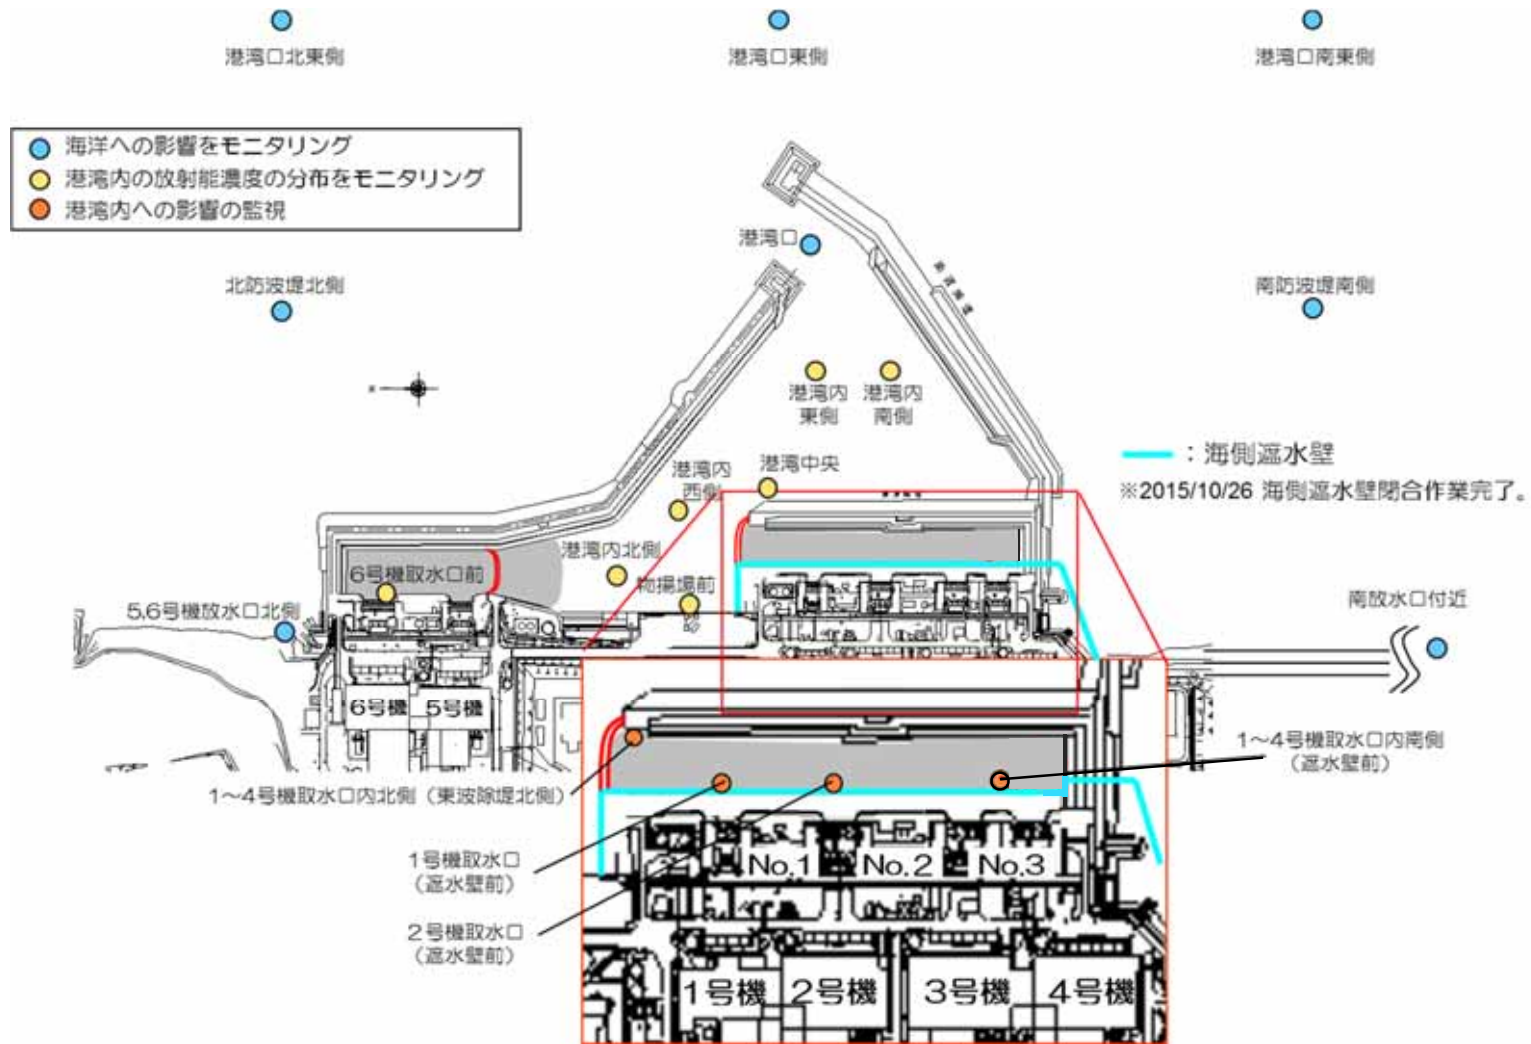 港湾口北東側
港湾口東側
港湾口南東側
海洋への影響をモニタリング
港湾内の放射能濃度の分布をモニタリング
港湾内への影響の監視
港湾口
北防波堤北側
南防波堤南側
港湾内
東側
港湾内
南側
：海側遮水壁
※2015/10/26 海側遮水壁閉合作業完了。
港湾内
西側
港湾中央
港湾内北側
物揚場前
6号機取水口前
5,6号機放水口北側
南放水口付近
6号機
5号機
1～4号機取水口内南側
（遮水壁前）
1～4号機取水口内北側（東波除堤北側）
1号機取水口
（遮水壁前）
2号機取水口
（遮水壁前）
No.1
No.2
No.3
1号機
2号機
3号機
4号機